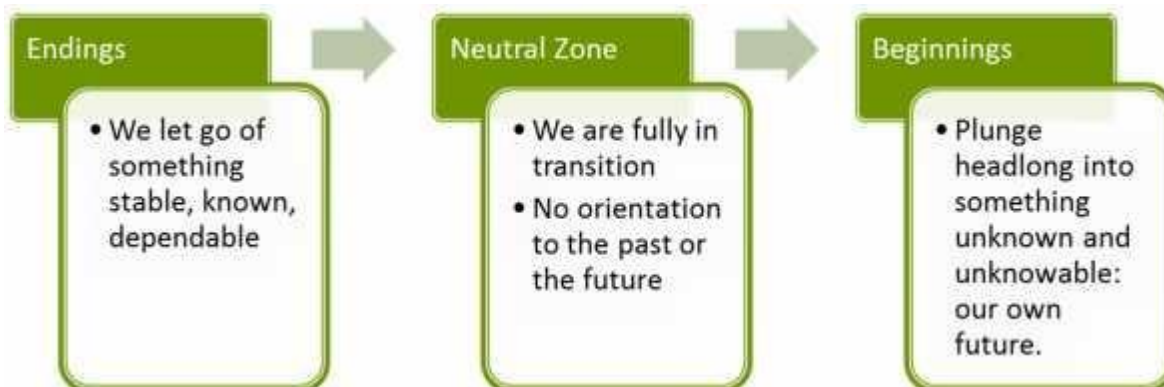 Endings
• We let go of
something
stable, known,
dependable
Neutral Zone
• We are fully in
transition
• No orientation
to the past or
the future
Beginnings
• Plunge
headlong into
something
unknown and
unknowable:
our own
future.